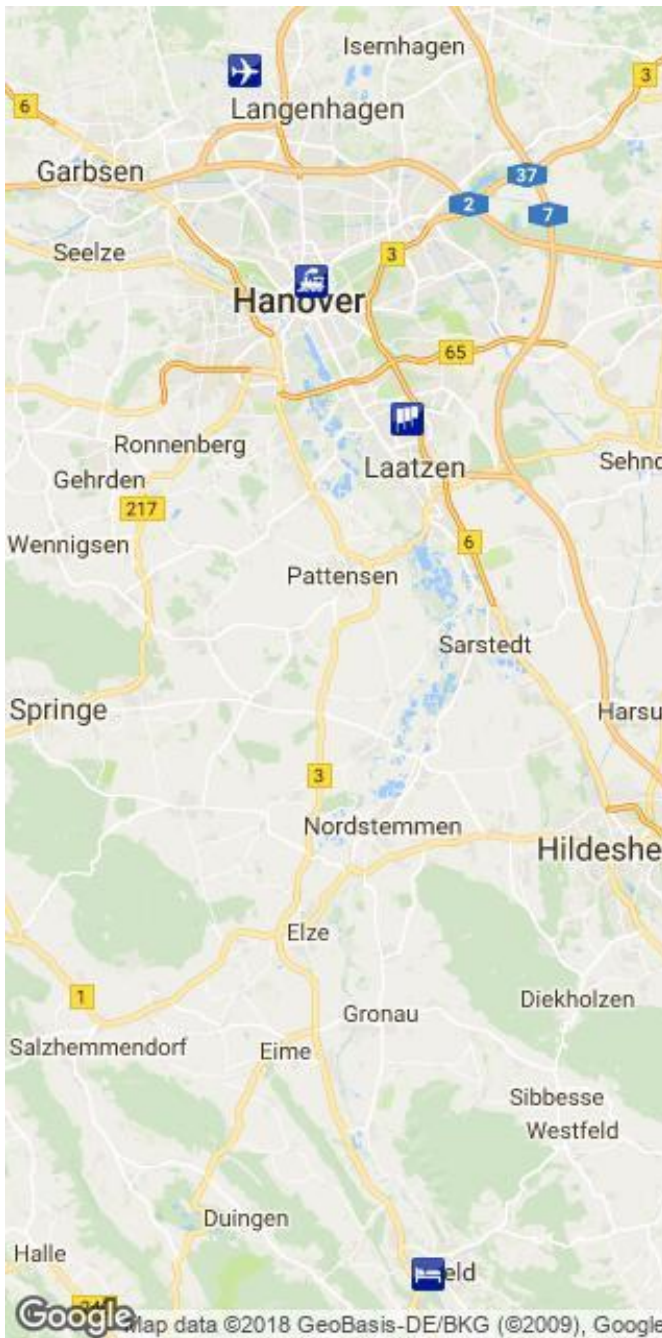 Isernhagen
3
Langenhagen
6
Garbsen
37
2
7
Seelze
3
Hanover
65
Ronnenberg
Laatzen
Sehnd
Gehrden
217
Wennigsen
6
Pattensen
Sarstedt
Springe
Harsu
3
Nordstemmen
Hildeshe
Elze
1
Diekholzen
Gronau
Salzhemmendorf
Eime
Sibbesse
Westfeld
Duingen
Halle
eld
Google
Map data ©2018 GeoBasis-DE/BKG (©2009), Google